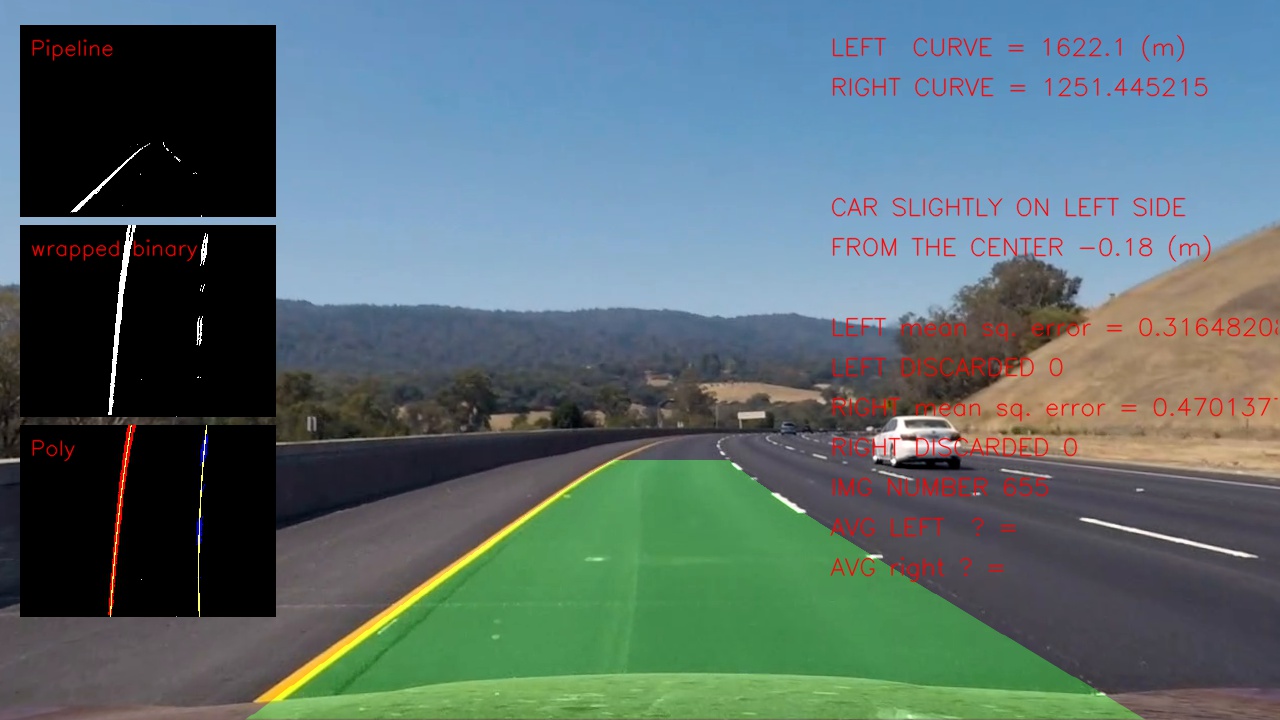 Pipeline
wrapped binary
Poly
LEFT CURVE = 1622.1 (m)
RIGHT CURVE = 1251.445215
CAR SLIGHTLY ON LEFT SIDE
FROM THE CENTER -0.18 (m)
LEFT mean sq. error = 0.3164820
LEFT DISCARDED 0
RIGHT mean sq. error = 0.470137
RIGHT DISCARDED 0
IMG NUMBER 655
AVG LEFT ? =
AVG right ? =